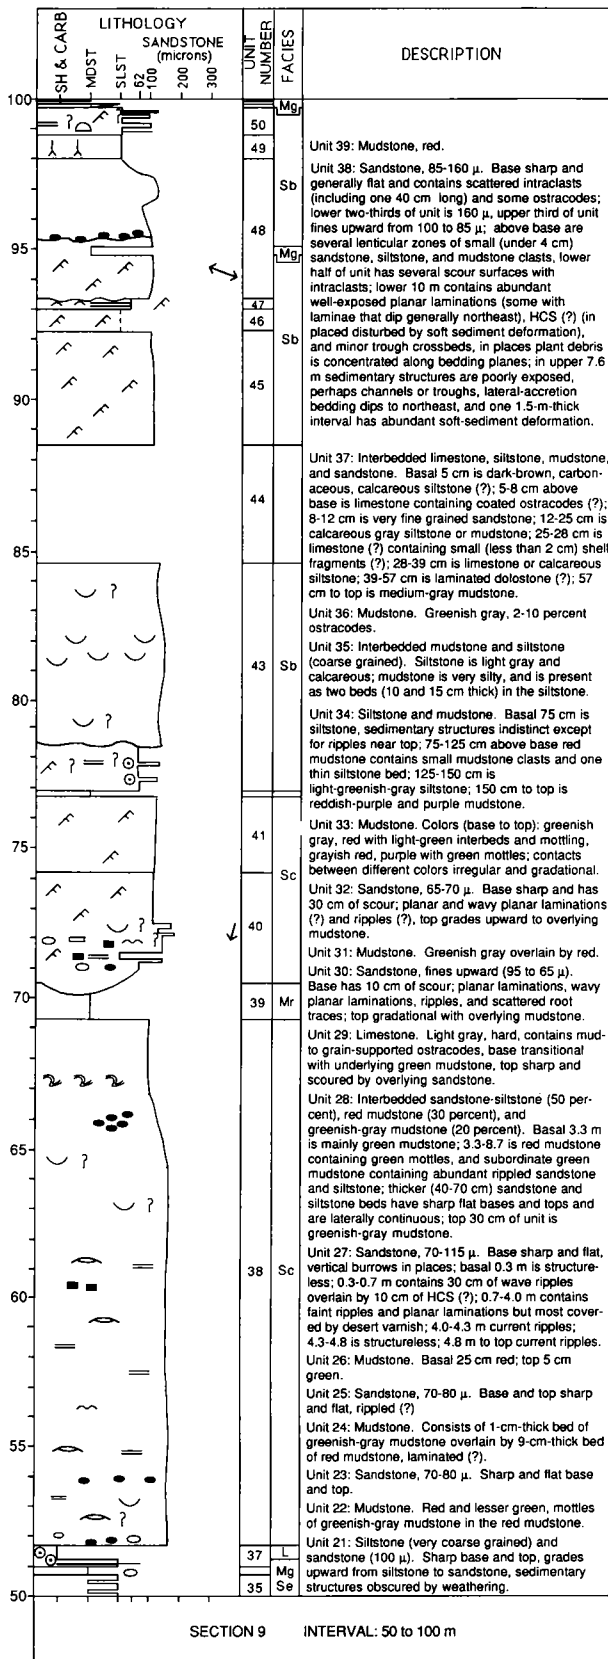 LITHOLOGY
SH & CARB
MDST
SLST
SANDSTONE
(microns)
62
100
200
300
UNIT
NUMBER
FACIES
DESCRIPTION
100
95
90
85
80
75
70
65
60
55
50
50
49
48
47
46
45
44
43
41
40
39
38
37
35
Mg
Sb
Mg
Sb
Sb
Sc
Mr
Sc
L
Mg
Se
?
?
?
?
?
?
?
?
?
?
?
Unit 39: Mudstone, red.
Unit 38: Sandstone, 85-160 µ. Base sharp and
generally flat and contains scattered intraclasts
(including one 40 cm long) and some ostracodes;
lower two-thirds of unit is 160 µ, upper third of unit
fines upward from 100 to 85 µ; above base are
several lenticular zones of small (under 4 cm)
sandstone, siltstone, and mudstone clasts, lower
half of unit has several scour surfaces with
intraclasts; lower 10 m contains abundant
well-exposed planar laminations (some with
laminae that dip generally northeast), HCS (?) (in
placed disturbed by soft sediment deformation),
and minor trough crossbeds, in places plant debris
is concentrated along bedding planes; in upper 7.6
m sedimentary structures are poorly exposed,
perhaps channels or troughs, lateral-accretion
bedding dips to northeast, and one 1.5-m-thick
interval has abundant soft-sediment deformation.
Unit 37: Interbedded limestone, siltstone, mudstone,
and sandstone. Basal 5 cm is dark-brown, carbon-
aceous, calcareous siltstone (?); 5-8 cm above
base is limestone containing coated ostracodes (?);
8-12 cm is very fine grained sandstone; 12-25 cm is
calcareous gray siltstone or mudstone; 25-28 cm is
limestone (?) containing small (less than 2 cm) shell
fragments (?); 28-39 cm is limestone or calcareous
siltstone; 39-57 cm is laminated dolostone (?); 57
cm to top is medium-gray mudstone.
Unit 36: Mudstone. Greenish gray, 2-10 percent
ostracodes.
Unit 35: Interbedded mudstone and siltstone
(coarse grained). Siltstone is light gray and
calcareous; mudstone is very silty, and is present
as two beds (10 and 15 cm thick) in the siltstone.
Unit 34: Siltstone and mudstone. Basal 75 cm is
siltstone, sedimentary structures indistinct except
for ripples near top; 75-125 cm above base red
mudstone contains small mudstone clasts and one
thin siltstone bed; 125-150 cm is
light-greenish-gray siltstone; 150 cm to top is
reddish-purple and purple mudstone.
Unit 33: Mudstone. Colors (base to top): greenish
gray, red with light-green interbeds and mottling,
grayish red, purple with green mottles; contacts
between different colors irregular and gradational.
Unit 32: Sandstone, 65-70 µ. Base sharp and has
30 cm of scour; planar and wavy planar laminations
(?) and ripples (?), top grades upward to overlying
mudstone.
Unit 31: Mudstone. Greenish gray overlain by red.
Unit 30: Sandstone, fines upward (95 to 65 µ).
Base has 10 cm of scour; planar laminations, wavy
planar laminations, ripples, and scattered root
traces; top gradational with overlying mudstone.
Unit 29: Limestone. Light gray, hard, contains mud-
to grain-supported ostracodes, base transitional
with underlying green mudstone, top sharp and
scoured by overlying sandstone.
Unit 28: Interbedded sandstone-siltstone (50 per-
cent), red mudstone (30 percent), and
greenish-gray mudstone (20 percent). Basal 3.3 m
is mainly green mudstone; 3.3-8.7 is red mudstone
containing green mottles, and subordinate green
mudstone containing abundant rippled sandstone
and siltstone; thicker (40-70 cm) sandstone and
siltstone beds have sharp flat bases and tops and
are laterally continuous; top 30 cm of unit is
greenish-gray mudstone.
Unit 27: Sandstone, 70-115 µ. Base sharp and flat,
vertical burrows in places; basal 0.3 m is structure-
less; 0.3-0.7 m contains 30 cm of wave ripples
overlain by 10 cm of HCS (?); 0.7-4.0 m contains
faint ripples and planar laminations but most cover-
ed by desert varnish; 4.0-4.3 m current ripples;
4.3-4.8 is structureless; 4.8 m to top current ripples.
Unit 26: Mudstone. Basal 25 cm red; top 5 cm
green.
Unit 25: Sandstone, 70-80 µ. Base and top sharp
and flat, rippled (?)
Unit 24: Mudstone. Consists of 1-cm-thick bed of
greenish-gray mudstone overlain by 9-cm-thick bed
of red mudstone, laminated (?).
Unit 23: Sandstone, 70-80 µ. Sharp and flat base
and top.
Unit 22: Mudstone. Red and lesser green, mottles
of greenish-gray mudstone in the red mudstone.
Unit 21: Siltstone (very coarse grained) and
sandstone (100 µ). Sharp base and top, grades
upward from siltstone to sandstone, sedimentary
structures obscured by weathering.
SECTION 9 INTERVAL: 50 to 100 m